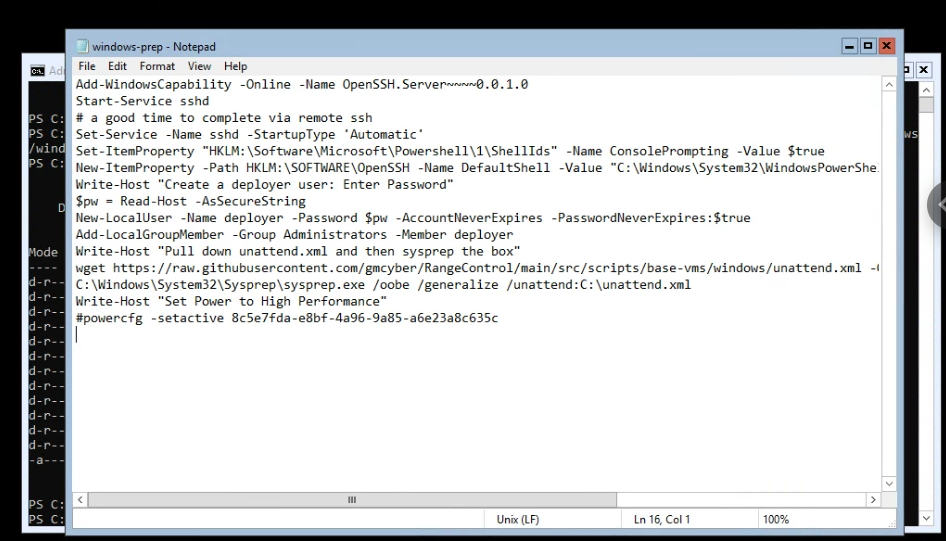 windows-prep - Notepad
File Edit Format View Help
Add-WindowsCapability -Online -Name OpenSSH.Server~~~~0.0.1.0
Start-Service sshd
# a good time to complete via remote ssh
Set-Service -Name sshd -StartupType 'Automatic'
Set-ItemProperty "HKLM:\Software\Microsoft\Powershell\1\ShellIds" -Name ConsolePrompting -Value $true
New-ItemProperty -Path HKLM:\SOFTWARE\OpenSSH -Name DefaultShell -Value "C:\Windows\System32\WindowsPowerShe
Write-Host "Create a deployer user: Enter Password"
$pw = Read-Host -AsSecureString
New-LocalUser -Name deployer -Password $pw -AccountNeverExpires -PasswordNeverExpires:$true
Add-LocalGroupMember -Group Administrators -Member deployer
Write-Host "Pull down unattend.xml and then sysprep the box"
wget https://raw.githubusercontent.com/gmcyber/RangeControl/main/src/scripts/base-vms/windows/unattend.xml -
C:\Windows\System32\Sysprep\sysprep.exe /oobe /generalize /unattend:C:\unattend.xml
Write-Host "Set Power to High Performance"
#powercfg -setactive 8c5e7fda-e8bf-4a96-9a85-a6e23a8c635c
Unix (LF) Ln 16, Col 1 100%
Ad
PS C:
PS C:
ws
/wind
PS C:
D
Mode
----
d-r--
d-r--
d-r--
d-r--
d-r--
d-r--
d-r--
d-r--
d-r--
d-r--
d-r--
d-r--
-a---
PS C:
PS C: